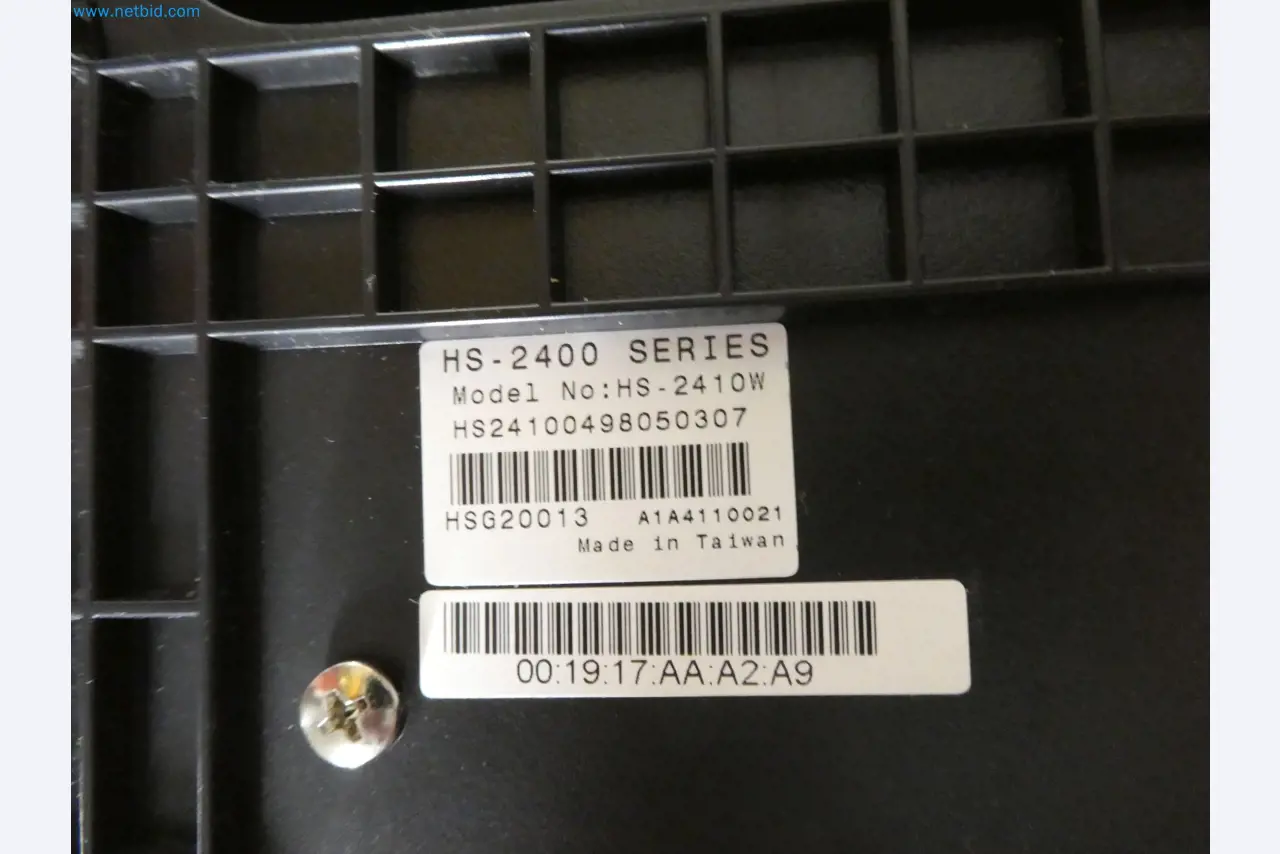 www.netbid.com
HS-2400 SERIES
Model No:HS-2410W
HS24100498050307
HSG20013 A1A4110021
Made in Taiwan
00:19:17:AA:A2:A9